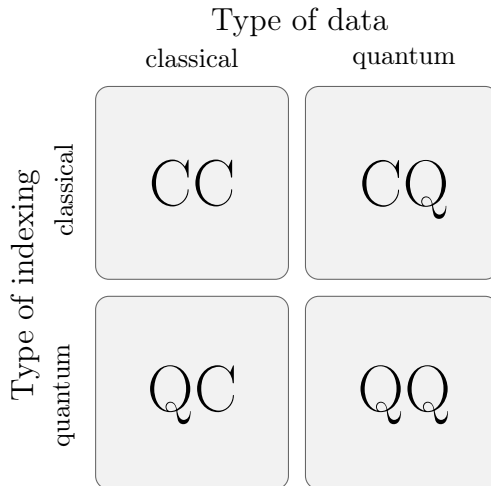 Type of data
classical quantum
Type of indexing
classical
CC CQ
quantum
QC QQ